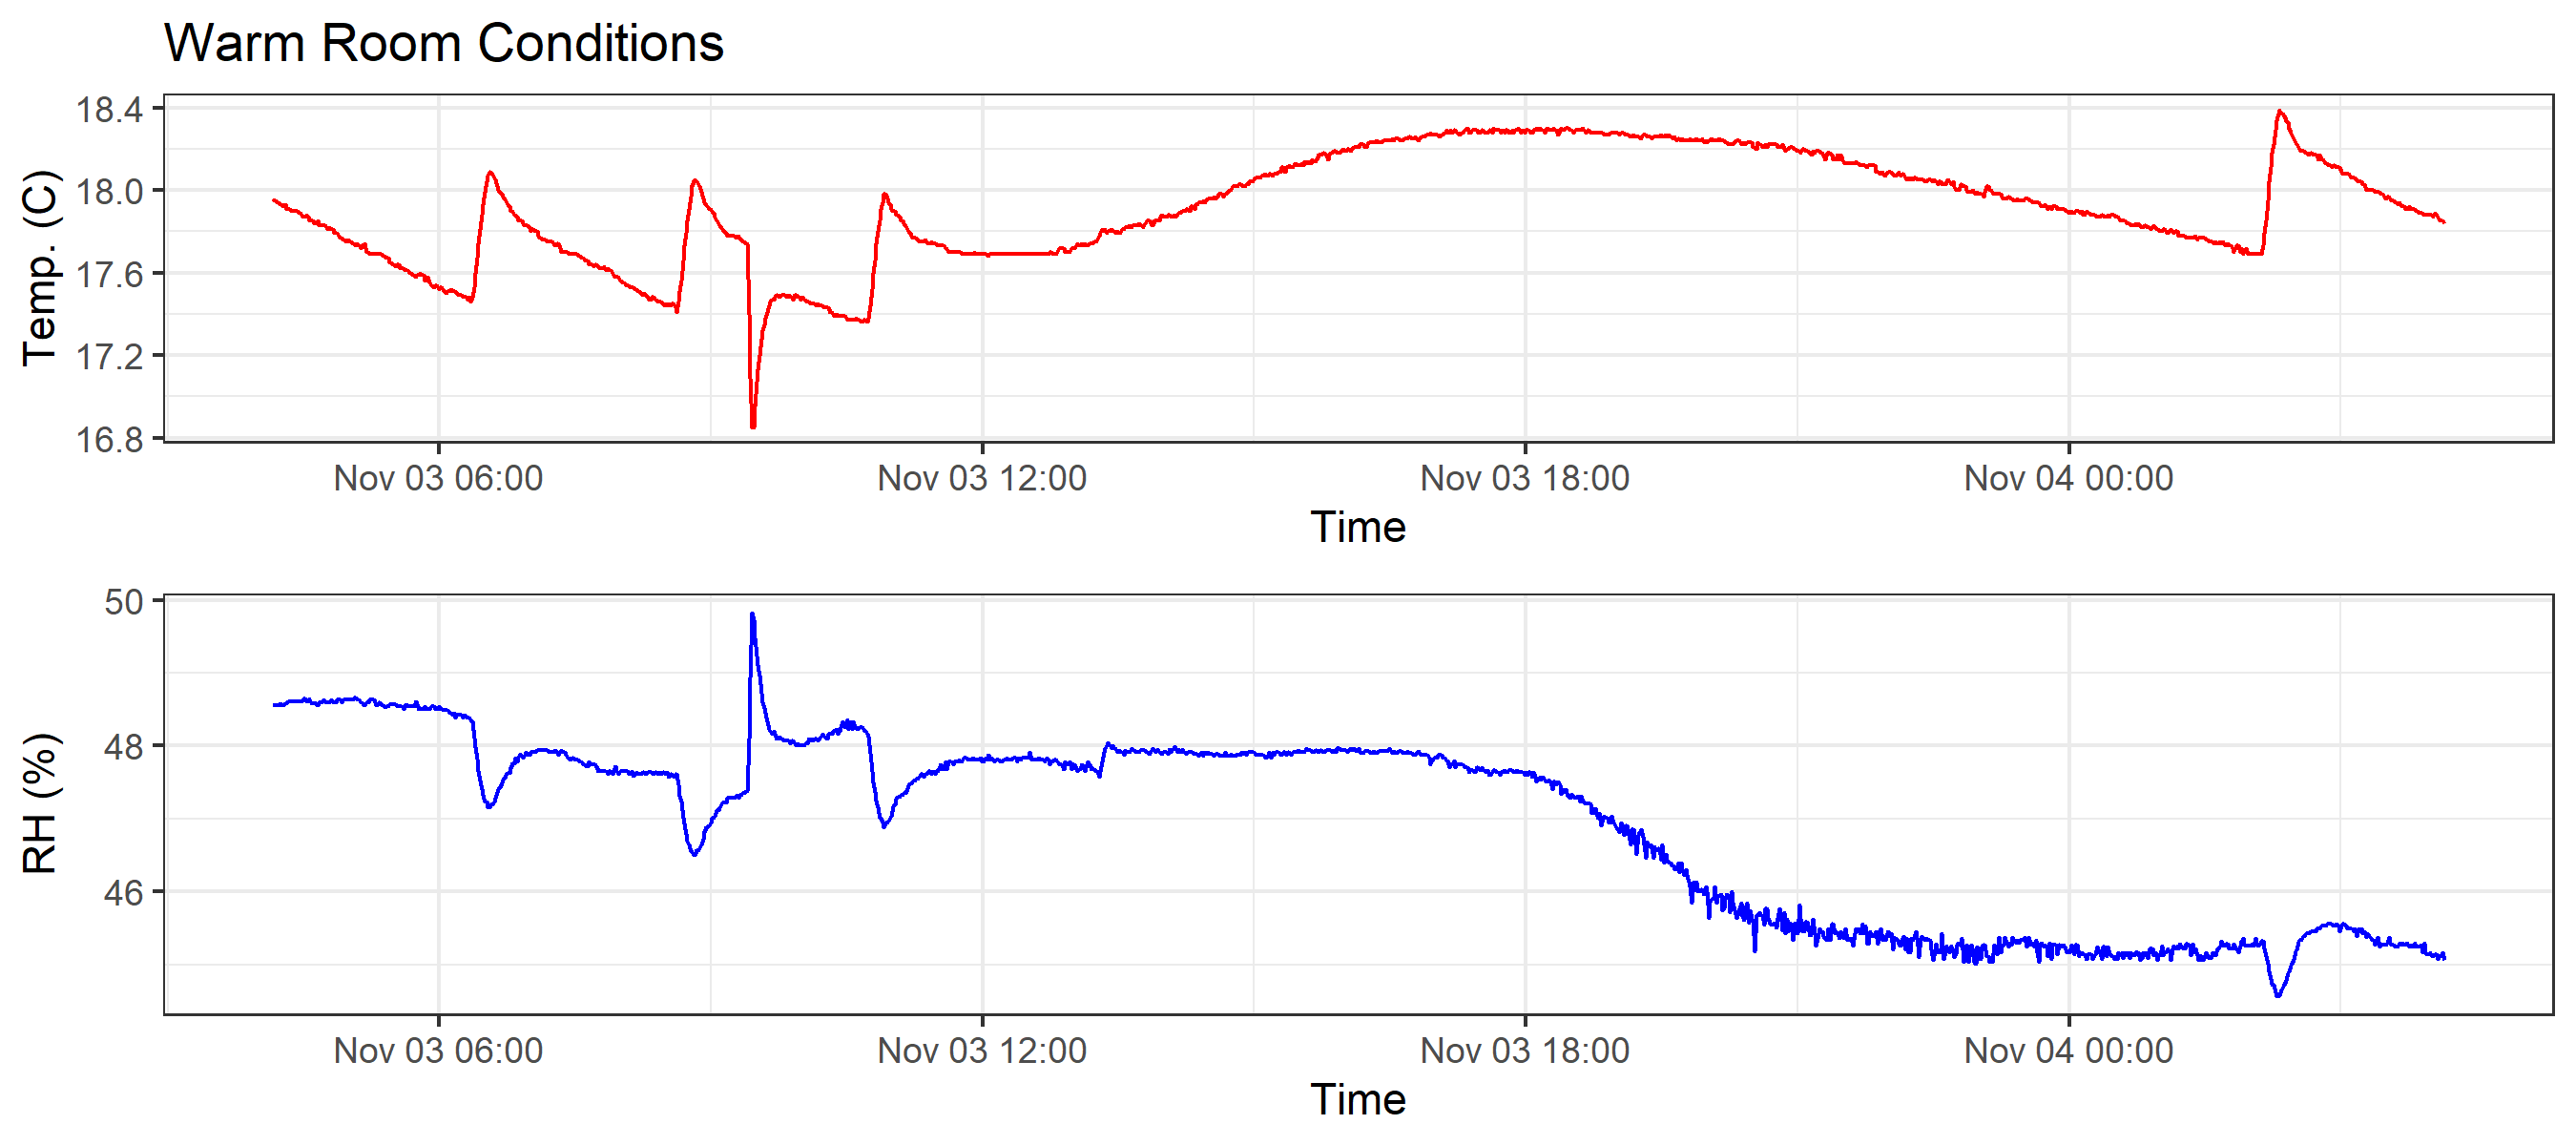 Warm Room Conditions
Temp. (C)
18.4
18.0
17.6
17.2
16.8
Nov 03 06:00 Nov 03 12:00 Nov 03 18:00 Nov 04 00:00
Time
RH (%)
50
48
46
Nov 03 06:00 Nov 03 12:00 Nov 03 18:00 Nov 04 00:00
Time